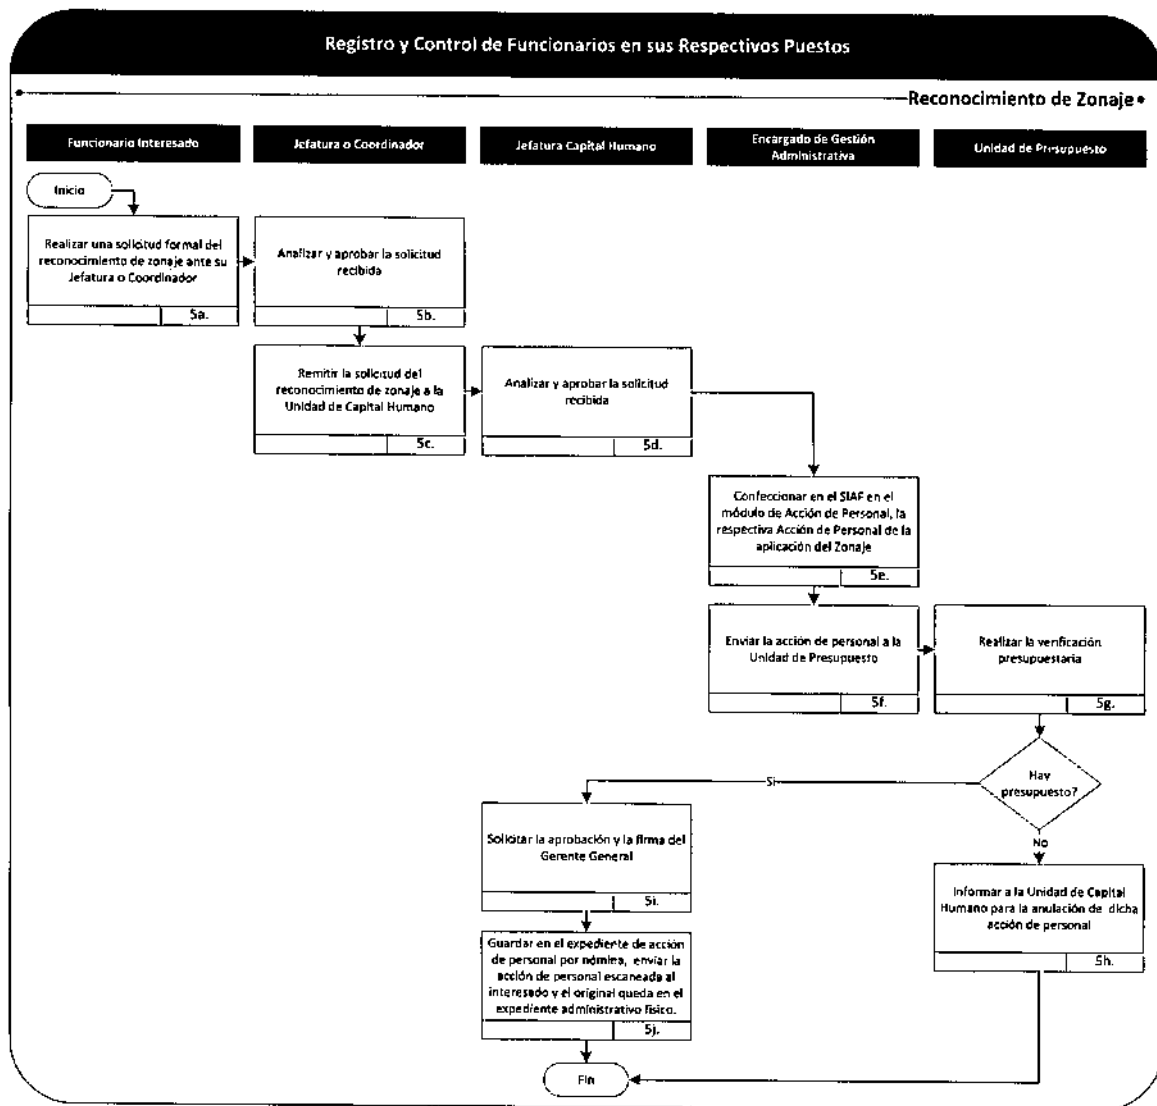 Registro y Control de Funcionarios en sus Respectivos Puestos
Reconocimiento de Zonaje
Funcionario Interesado
Jefatura o Coordinador
Jefatura Capital Humano
Encargado de Gestión
Administrativa
Unidad de Presupuesto
Inicio
Realizar una solicitud formal del
reconocimiento de zonaje ante su
Jefatura o Coordinador
5a.
Analizar y aprobar la solicitud
recibida
5b.
Remitir la solicitud del
reconocimiento de zonaje a la
Unidad de Capital Humano
5c.
Analizar y aprobar la solicitud
recibida
5d.
Confeccionar en el SIAF en el
módulo de Acción de Personal, la
respectiva Acción de Personal de la
aplicación del Zonaje
5e.
Enviar la acción de personal a la
Unidad de Presupuesto
5f.
Realizar la verificación
presupuestaria
5g.
Hay
presupuesto?
Si
No
Solicitar la aprobación y la firma del
Gerente General
5i.
Informar a la Unidad de Capital
Humano para la anulación de dicha
acción de personal
5h.
Guardar en el expediente de acción
de personal por nómina, enviar la
acción de personal escaneada al
interesado y el original queda en el
expediente administrativo físico.
5j.
Fin